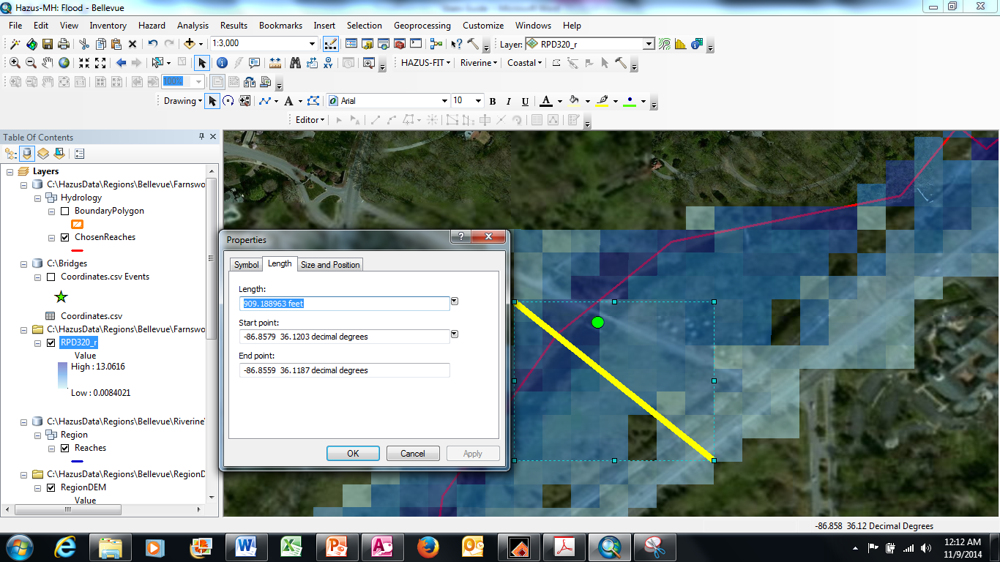 Hazus-MH: Flood - Bellevue
File Edit View Inventory Hazard Analysis Results Bookmarks Insert Selection Geoprocessing Customize Windows Help
1:3,000 Layer: RPD320_r
HAZUS-FIT Riverine Coastal
100%
Drawing A Arial 10 B I U A
Editor
Table Of Contents
Layers
C:\HazusData\Regions\Bellevue\Farnswo
Hydrology
BoundaryPolygon
ChosenReaches
C:\Bridges
Coordinates.csv Events
Coordinates.csv
C:\HazusData\Regions\Bellevue\Farnswo
RPD320_r
Value
High : 13.0616
Low : 0.0084021
C:\HazusData\Regions\Bellevue\Riverine
Region
Reaches
C:\HazusData\Regions\Bellevue\RegionD
RegionDEM
Value
Properties
Symbol Length Size and Position
Length:
909.188963 feet
Start point:
-86.8579 36.1203 decimal degrees
End point:
-86.8559 36.1187 decimal degrees
OK Cancel Apply
-86.858 36.12 Decimal Degrees
12:12 AM
11/9/2014